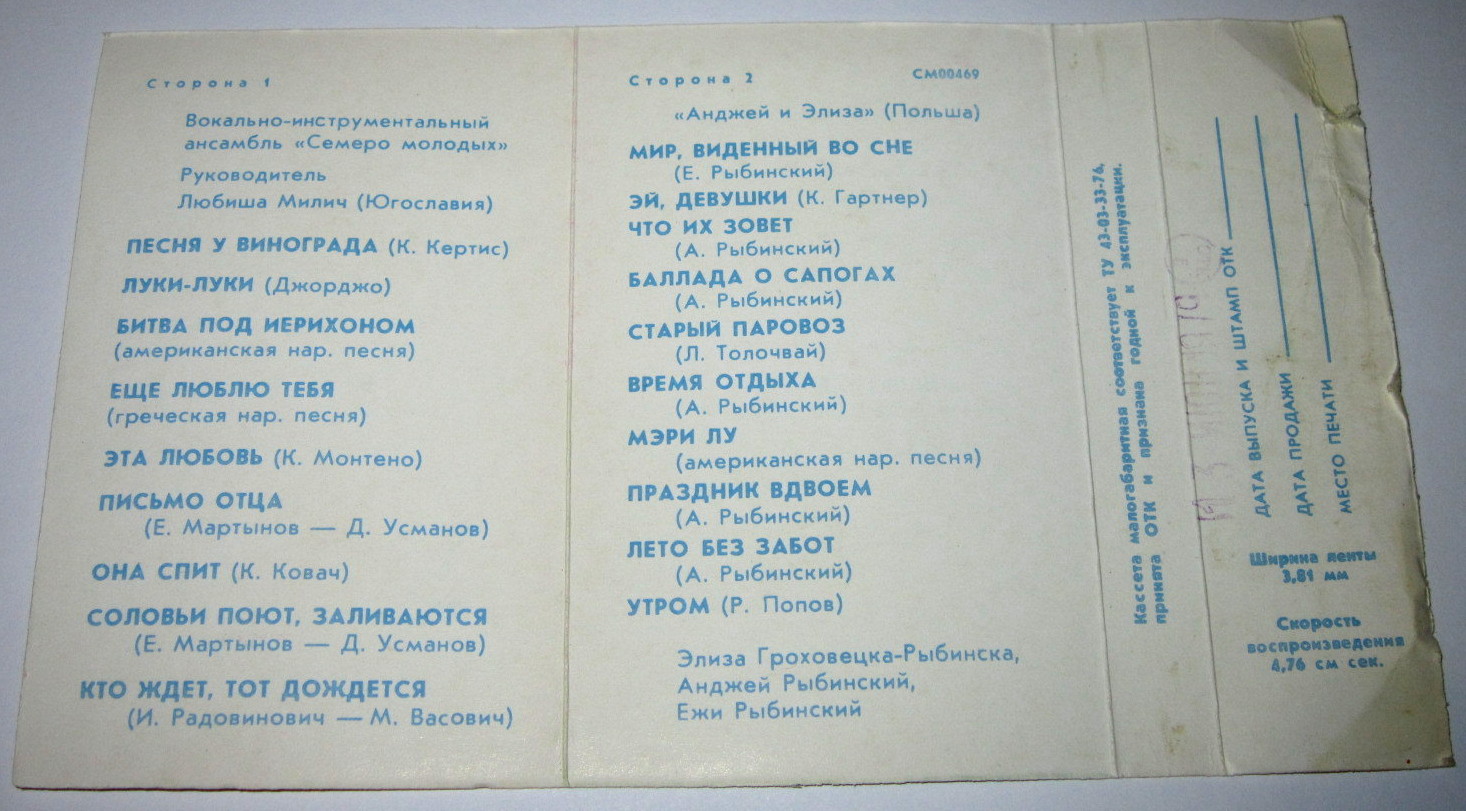 Сторона 1
Вокально-инструментальный
ансамбль «Семеро молодых»
Руководитель
Любиша Милич (Югославия)
ПЕСНЯ У ВИНОГРАДА (К. Кертис)
ЛУКИ-ЛУКИ (Джорджо)
БИТВА ПОД ИЕРИХОНОМ
(американская нар. песня)
ЕЩЕ ЛЮБЛЮ ТЕБЯ
(греческая нар. песня)
ЭТА ЛЮБОВЬ (К. Монтено)
ПИСЬМО ОТЦА
(Е. Мартынов — Д. Усманов)
ОНА СПИТ (К. Ковач)
СОЛОВЬИ ПОЮТ, ЗАЛИВАЮТСЯ
(Е. Мартынов — Д. Усманов)
КТО ЖДЕТ, ТОТ ДОЖДЕТСЯ
(И. Радовинович — М. Васович)
Сторона 2
СМ00469
«Анджей и Элиза» (Польша)
МИР, ВИДЕННЫЙ ВО СНЕ
(Е. Рыбинский)
ЭЙ, ДЕВУШКИ (К. Гартнер)
ЧТО ИХ ЗОВЕТ
(А. Рыбинский)
БАЛЛАДА О САПОГАХ
(А. Рыбинский)
СТАРЫЙ ПАРОВОЗ
(Л. Толочвай)
ВРЕМЯ ОТДЫХА
(А. Рыбинский)
МЭРИ ЛУ
(американская нар. песня)
ПРАЗДНИК ВДВОЕМ
(А. Рыбинский)
ЛЕТО БЕЗ ЗАБОТ
(А. Рыбинский)
УТРОМ (Р. Попов)
Элиза Гроховецка-Рыбинска,
Анджей Рыбинский,
Ежи Рыбинский
Кассета малогабаритная соответствует ТУ 43-03-33-76,
принята ОТК и признана годной к эксплуатации.
ДАТА ВЫПУСКА И ШТАМП ОТК
ДАТА ПРОДАЖИ
МЕСТО ПЕЧАТИ
Ширина ленты
3,81 мм
Скорость
воспроизведения
4,76 см сек.